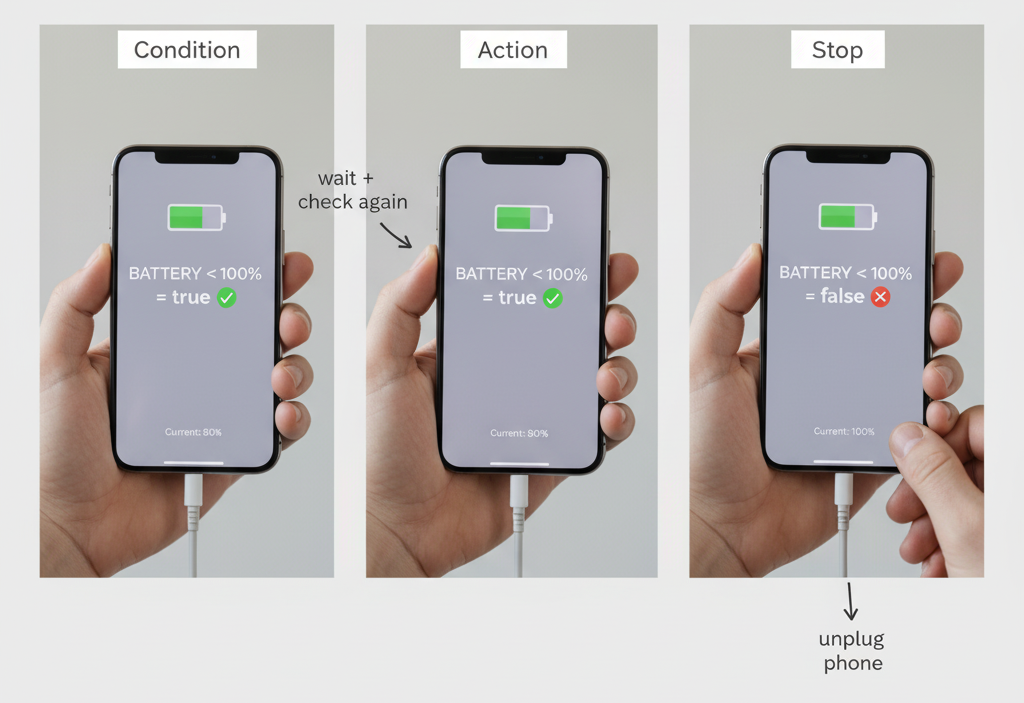 Condition
BATTERY < 100%
= true
Current: 80%
wait +
check again
Action
BATTERY < 100%
= true
Current: 80%
Stop
BATTERY < 100%
= false
Current: 100%
unplug
phone